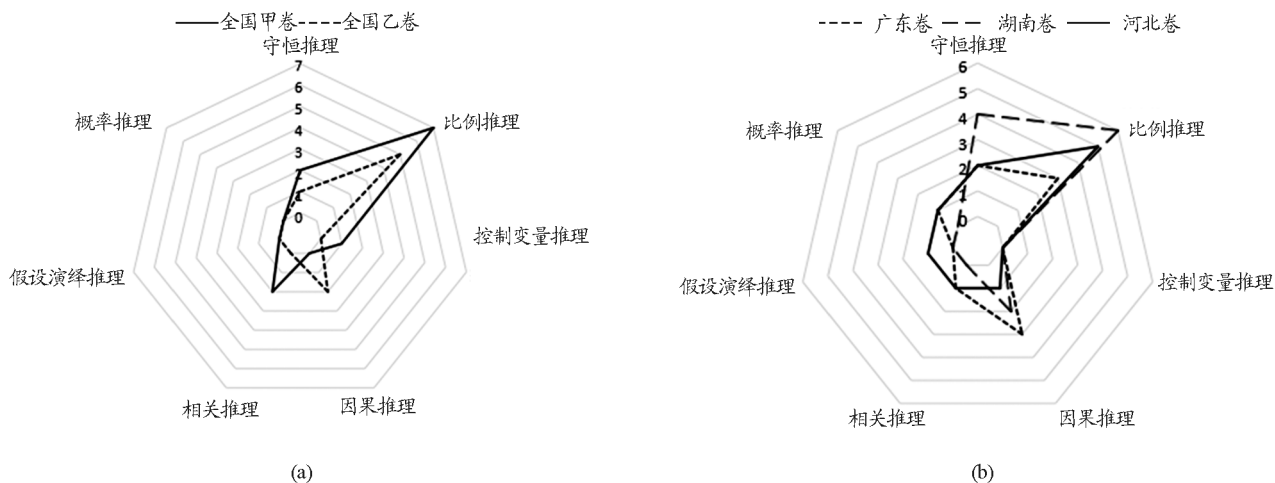 全国甲卷 全国乙卷
守恒推理
7
6
5
4
3
2
1
0
概率推理
比例推理
控制变量推理
假设演绎推理
相关推理
因果推理
(a)
广东卷 湖南卷 河北卷
守恒推理
6
5
4
3
2
1
0
概率推理
比例推理
控制变量推理
假设演绎推理
相关推理
因果推理
(b)